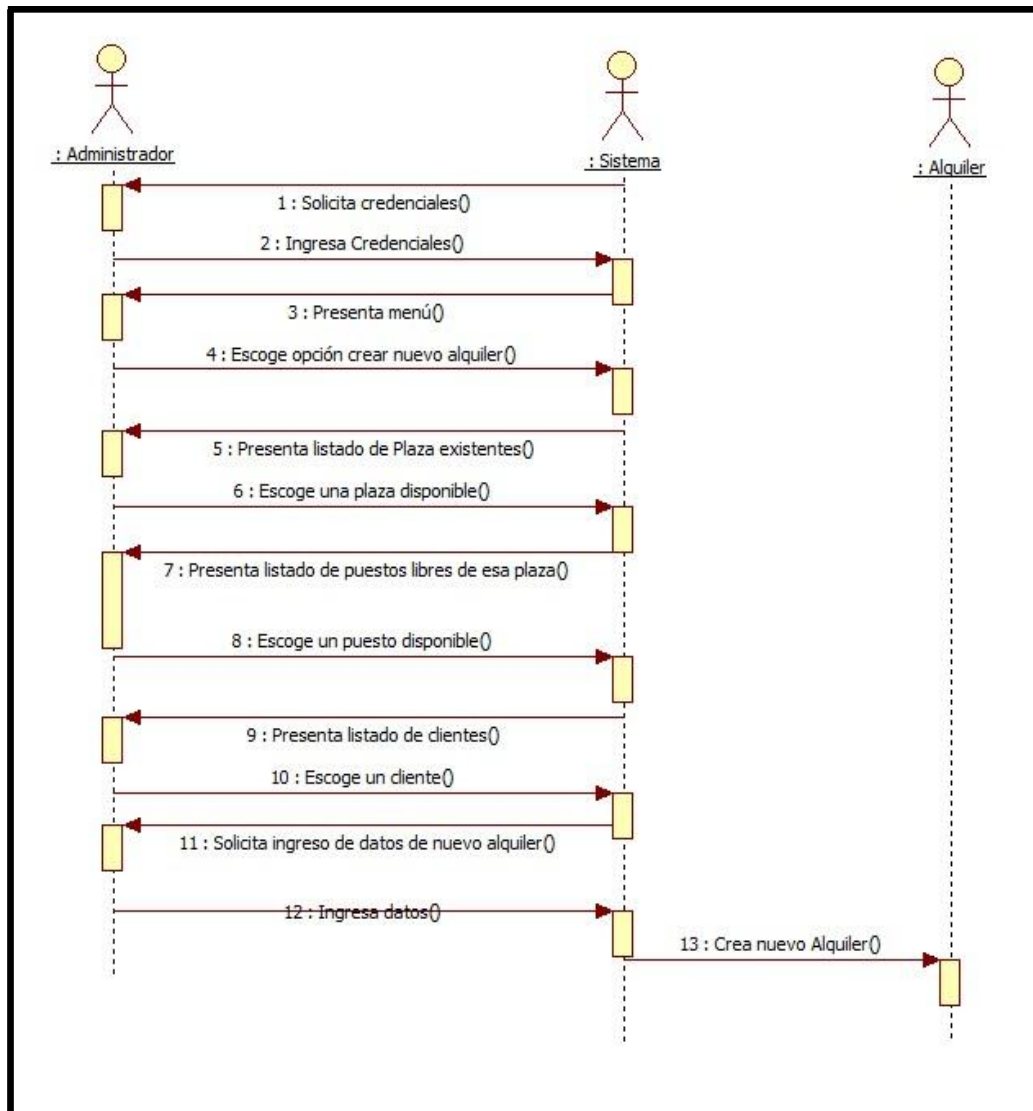 : Administrador
: Sistema
: Alquiler
1 : Solicita credenciales()
2 : Ingresa Credenciales()
3 : Presenta menú()
4 : Escoge opción crear nuevo alquiler()
5 : Presenta listado de Plaza existentes()
6 : Escoge una plaza disponible()
7 : Presenta listado de puestos libres de esa plaza()
8 : Escoge un puesto disponible()
9 : Presenta listado de clientes()
10 : Escoge un cliente()
11 : Solicita ingreso de datos de nuevo alquiler()
12 : Ingresa datos()
13 : Crea nuevo Alquiler()